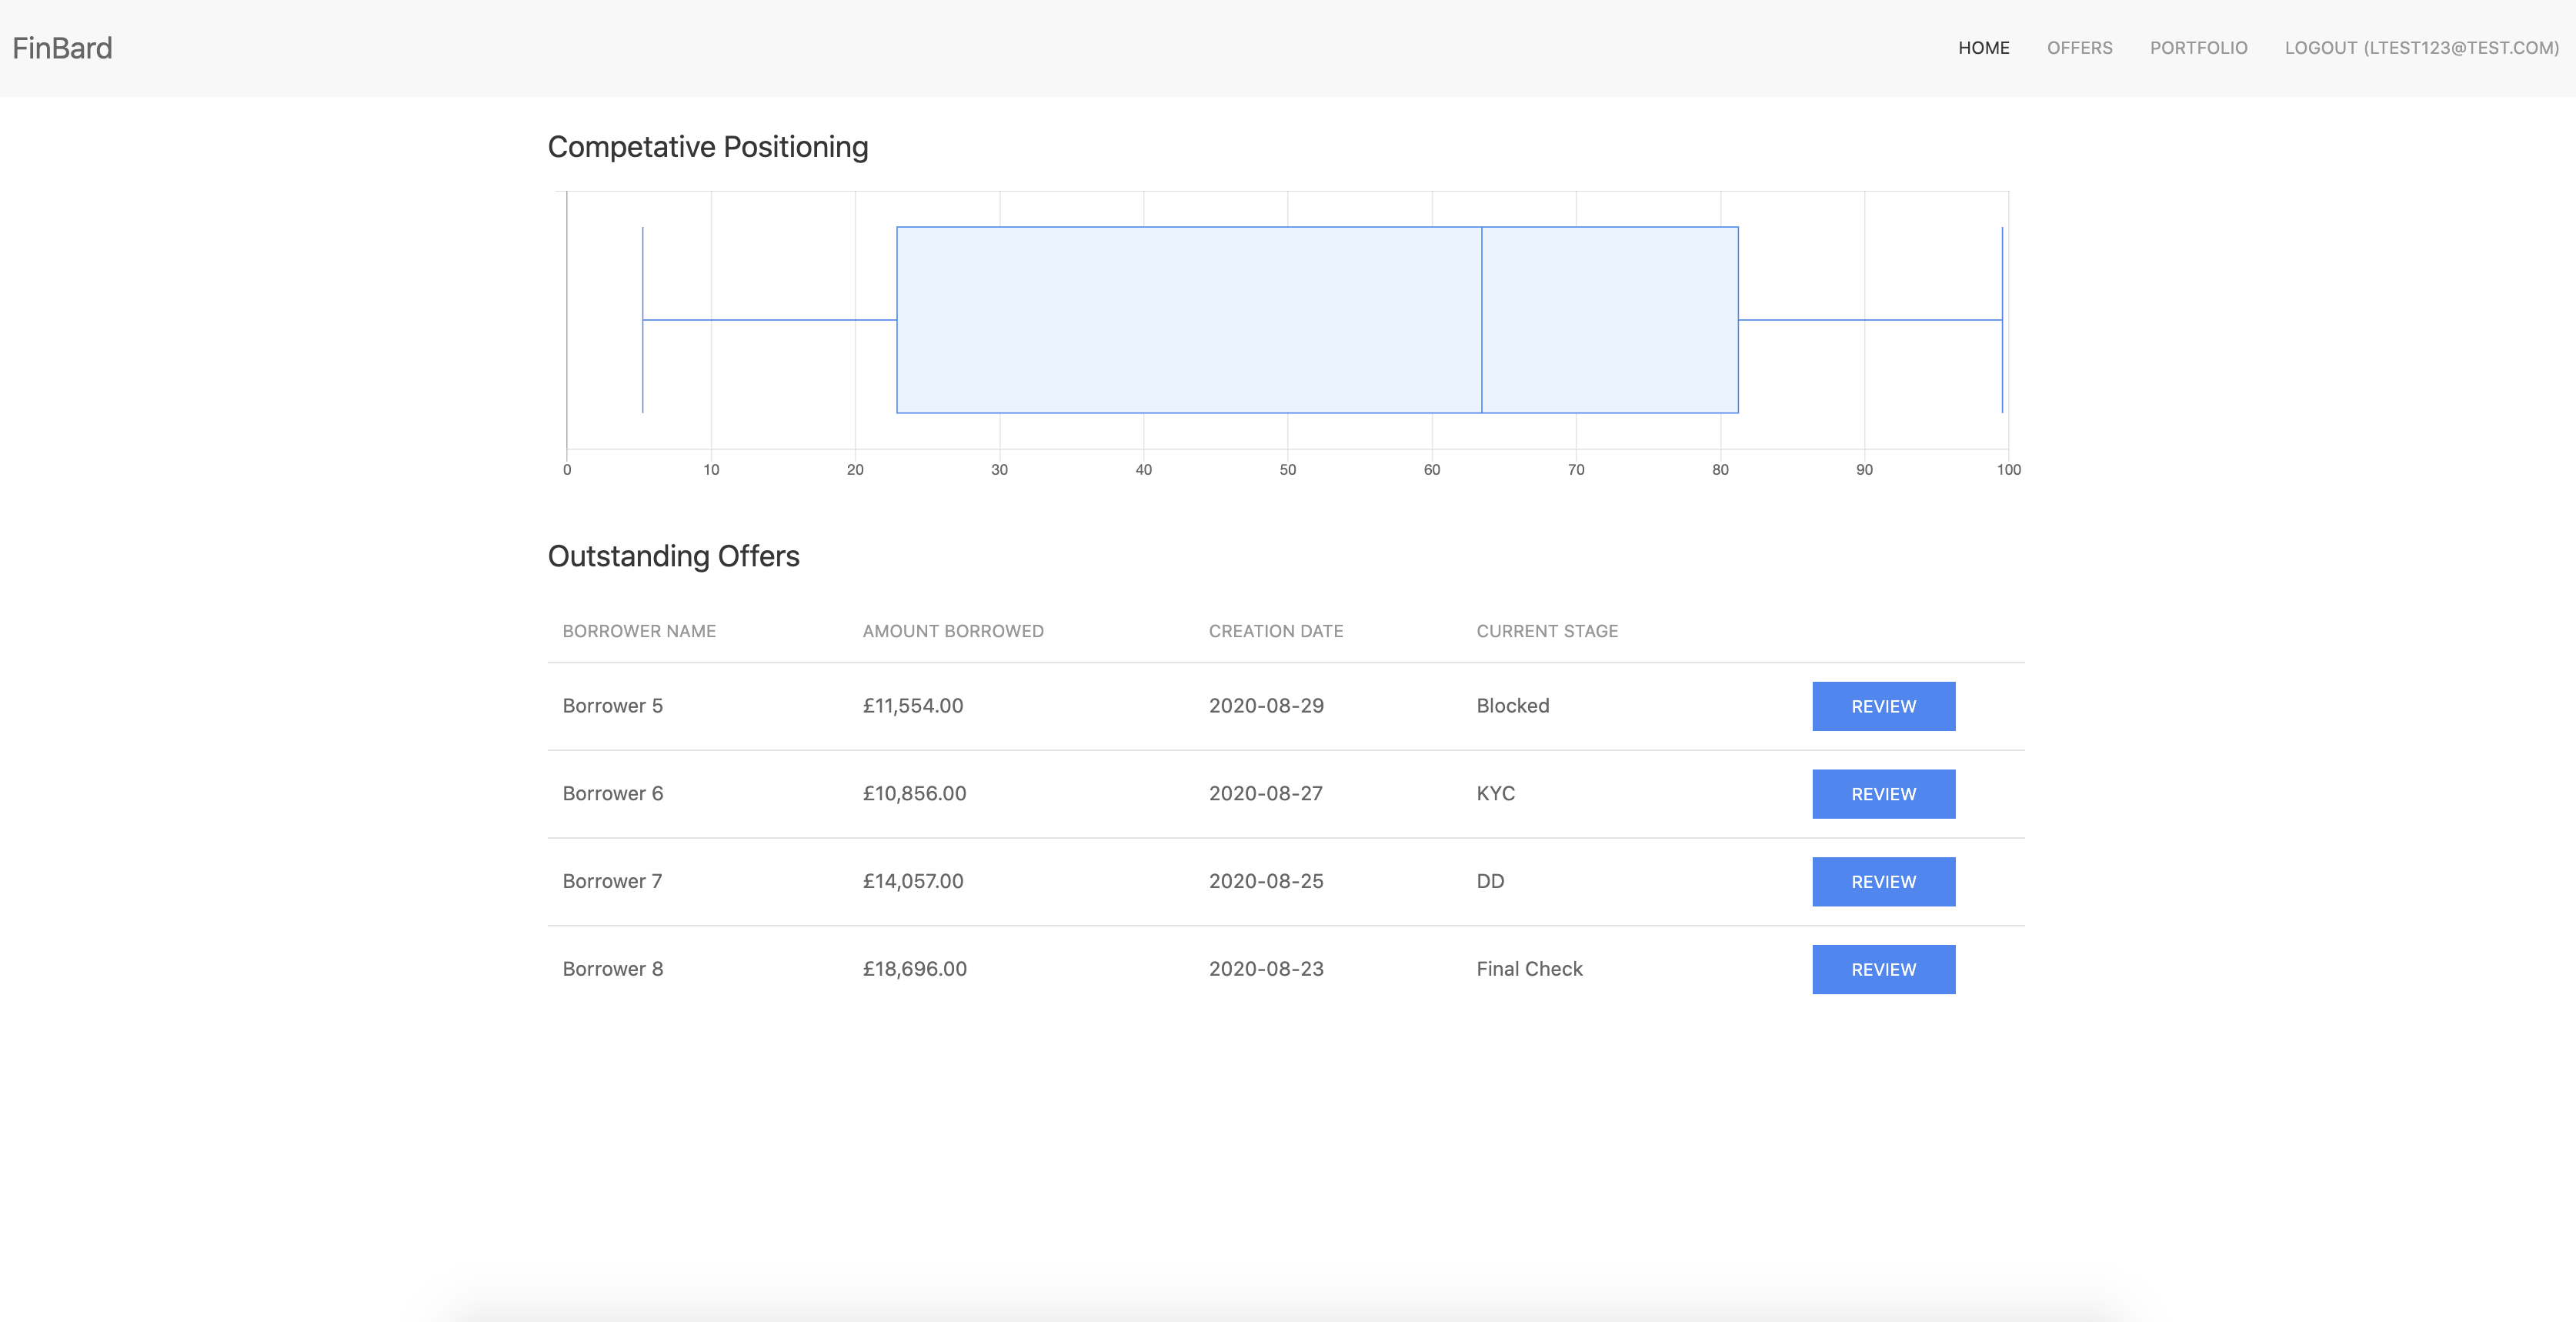 FinBard
HOME OFFERS PORTFOLIO LOGOUT (LTEST123@TEST.COM)
Competative Positioning
0 10 20 30 40 50 60 70 80 90 100
Outstanding Offers
BORROWER NAME AMOUNT BORROWED CREATION DATE CURRENT STAGE
Borrower 5 £11,554.00 2020-08-29 Blocked REVIEW
Borrower 6 £10,856.00 2020-08-27 KYC REVIEW
Borrower 7 £14,057.00 2020-08-25 DD REVIEW
Borrower 8 £18,696.00 2020-08-23 Final Check REVIEW